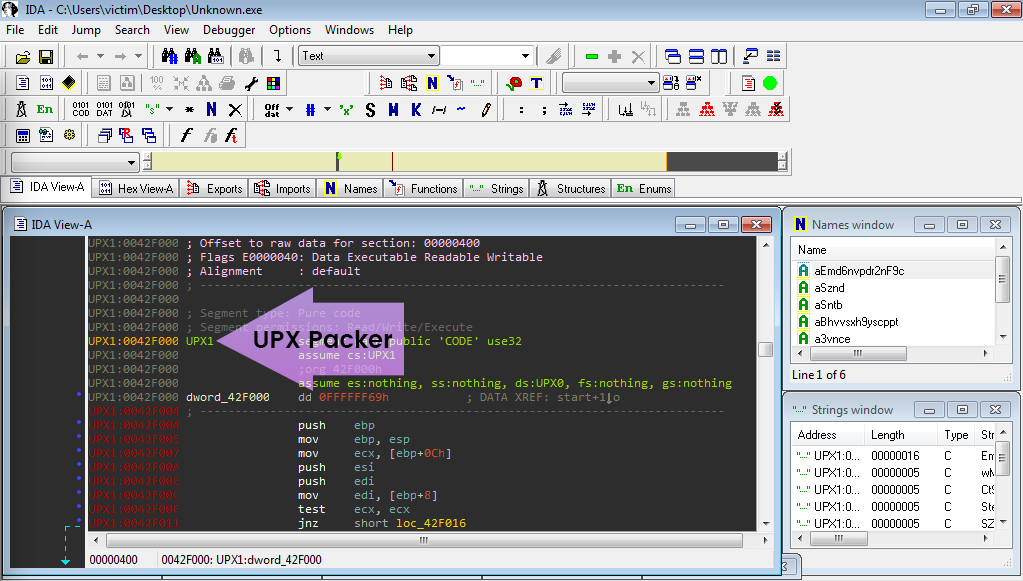 IDA - C:\Users\victim\Desktop\Unknown.exe
File Edit Jump Search View Debugger Options Windows Help
Text
En
Off
dat
IDA View-A Hex View-A Exports Imports Names Functions Strings Structures En Enums
IDA View-A
UPX1:0042F000 ; Offset to raw data for section: 00000400
UPX1:0042F000 ; Flags E0000040: Data Executable Readable Writable
UPX1:0042F000 ; Alignment : default
UPX1:0042F000 ; ---------------------------------------------------------------------------
UPX1:0042F000
UPX1:0042F000 ; Segment type: Pure code
UPX1:0042F000 ; Segment permissions: Read/Write/Execute
UPX1:0042F000 UPX1 public 'CODE' use32
UPX Packer
UPX1:0042F000 assume cs:UPX1
UPX1:0042F000 ;org 42F000h
UPX1:0042F000 assume es:nothing, ss:nothing, ds:UPX0, fs:nothing, gs:nothing
UPX1:0042F000 dword_42F000 dd 0FFFFFF69h ; DATA XREF: start+1↓o
UPX1:0042F004 ; ---------------------------------------------------------------------------
UPX1:0042F004 push ebp
UPX1:0042F005 mov ebp, esp
UPX1:0042F007 mov ecx, [ebp+0Ch]
UPX1:0042F00A push esi
UPX1:0042F00B push edi
UPX1:0042F00C mov edi, [ebp+8]
UPX1:0042F00F test ecx, ecx
UPX1:0042F011 jnz short loc_42F016
00000400 0042F000: UPX1:dword_42F000
Names window
Name
aEmd6nvpdr2nF9c
aSznd
aSntb
aBhvvsxh9yscppt
a3vnce
Line 1 of 6
Strings window
Address Length Type Str
UPX1:0... 00000016 C Em
UPX1:0... 00000005 C wM
UPX1:0... 00000005 C Ct9
UPX1:0... 00000005 C Ste
UPX1:0... 00000005 C SZ